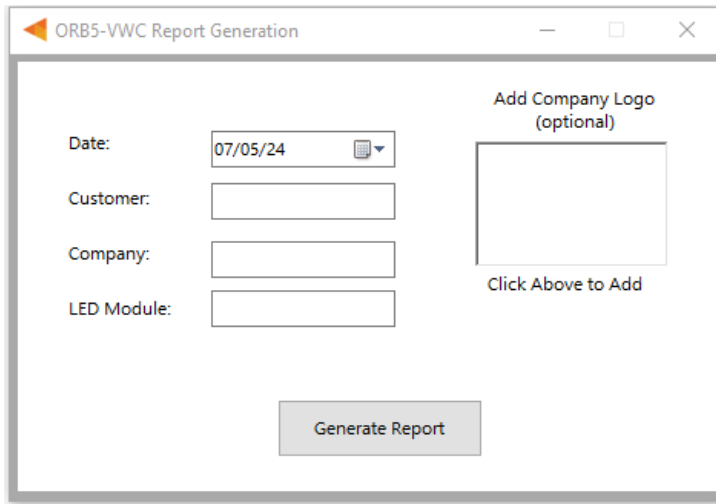 ORB5-VWC Report Generation
Add Company Logo
(optional)
Date:
07/05/24
Customer:
Company:
Click Above to Add
LED Module:
Generate Report